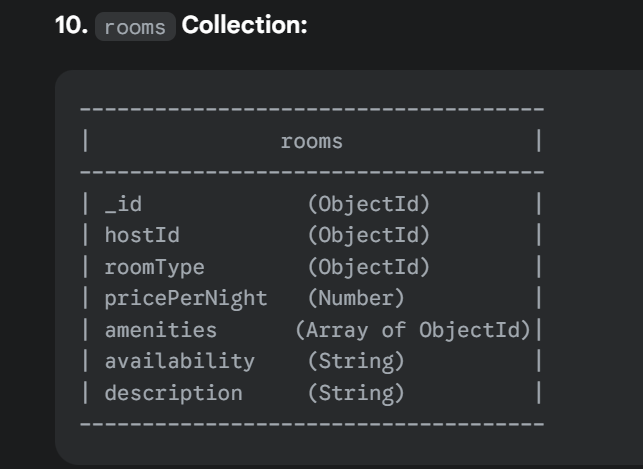 10. rooms Collection:
-------------------------------------
|               rooms               |
-------------------------------------
| _id             (ObjectId)        |
| hostId          (ObjectId)        |
| roomType        (ObjectId)        |
| pricePerNight   (Number)          |
| amenities      (Array of ObjectId)|
| availability    (String)          |
| description     (String)          |
-------------------------------------